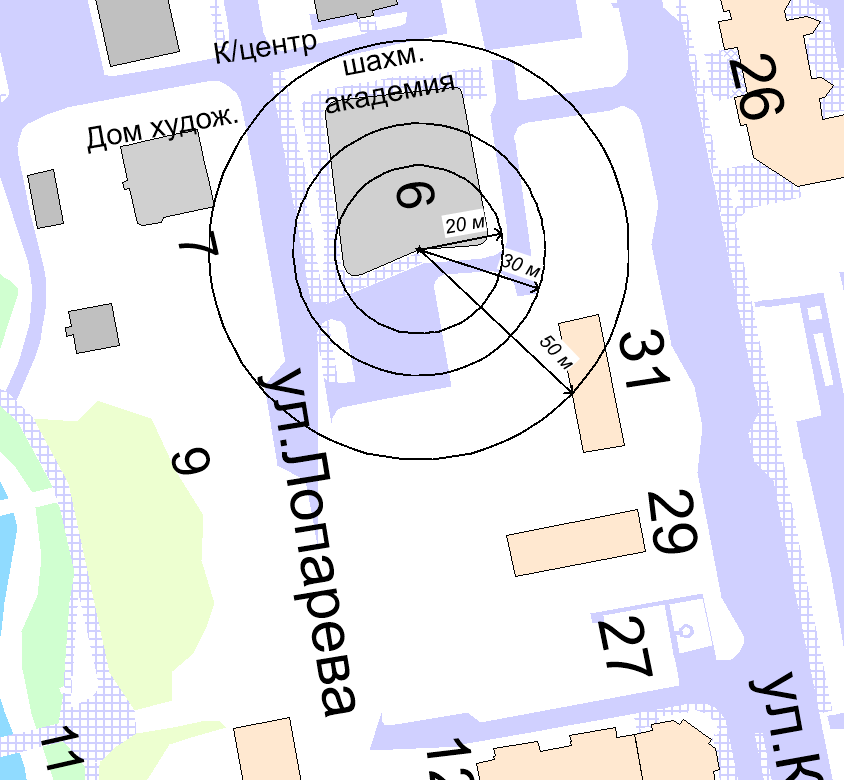 К/центр
шахм.
академия
Дом худож.
26
6
20 м
7
30 м
50 м
31
ул.Лопарева
9
29
27
ул.К
11
12